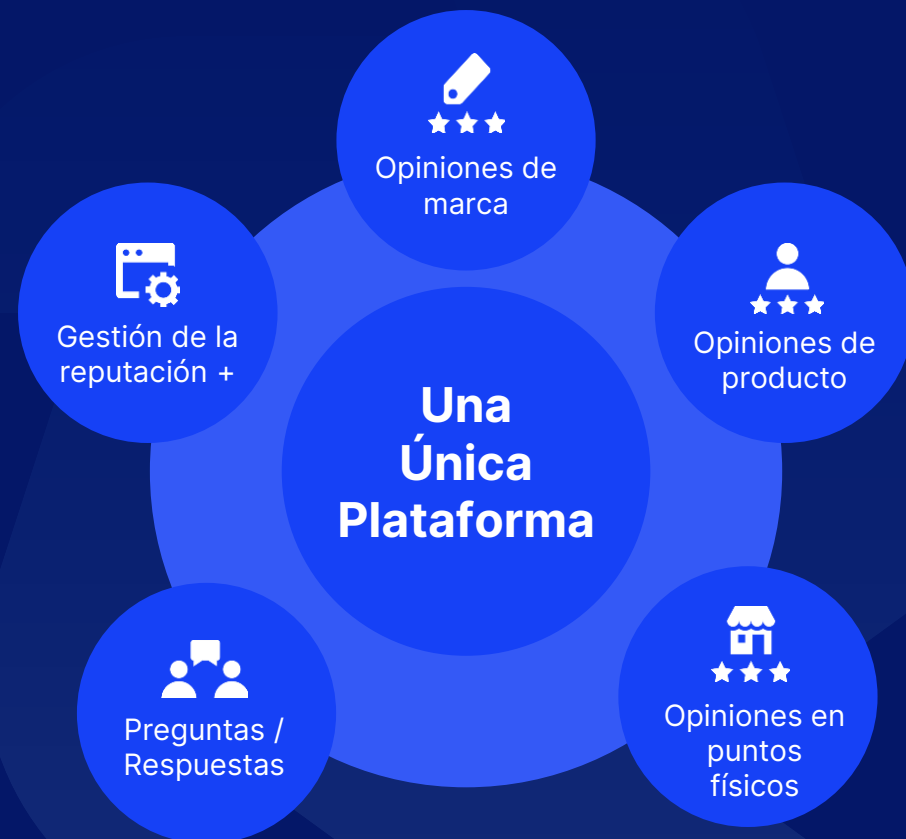 Opiniones de
marca
Gestión de la
reputación +
Opiniones de
producto
Una
Única
Plataforma
Preguntas /
Respuestas
Opiniones en
puntos
físicos